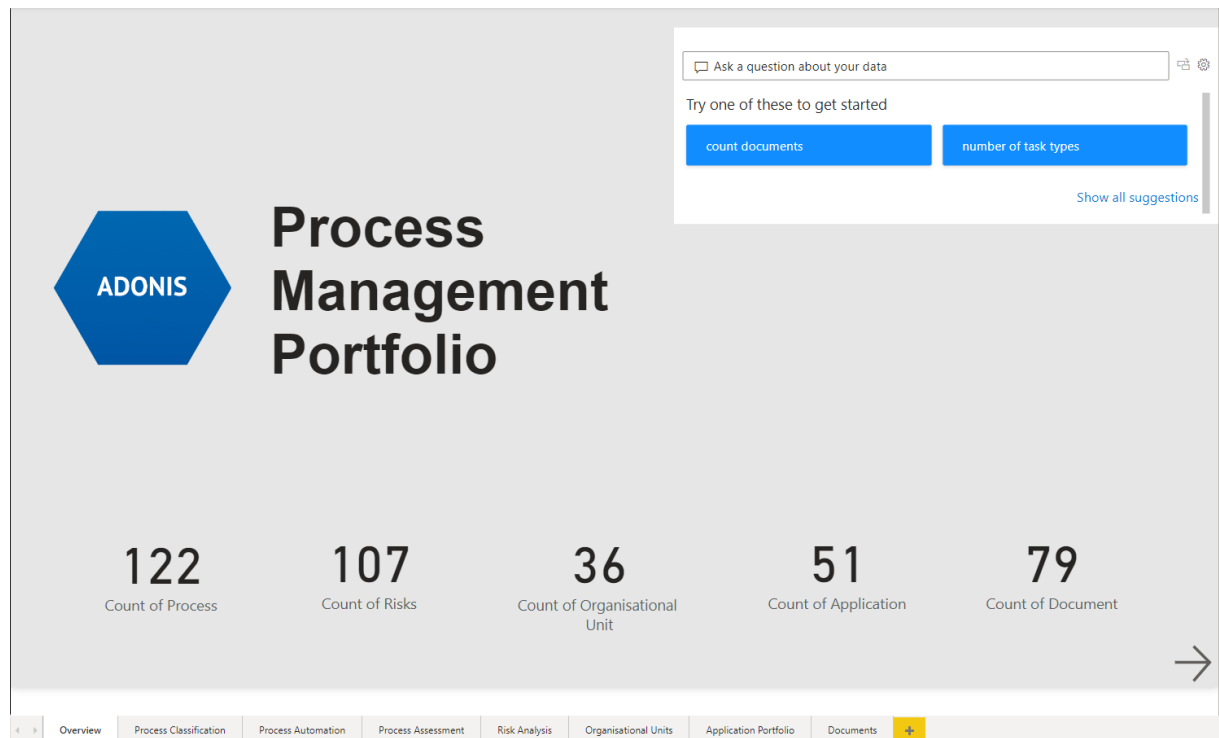 Ask a question about your data
Try one of these to get started
count documents
number of task types
Show all suggestions
ADONIS
Process
Management
Portfolio
122
Count of Process
107
Count of Risks
36
Count of Organisational
Unit
51
Count of Application
79
Count of Document
Overview
Process Classification
Process Automation
Process Assessment
Risk Analysis
Organisational Units
Application Portfolio
Documents